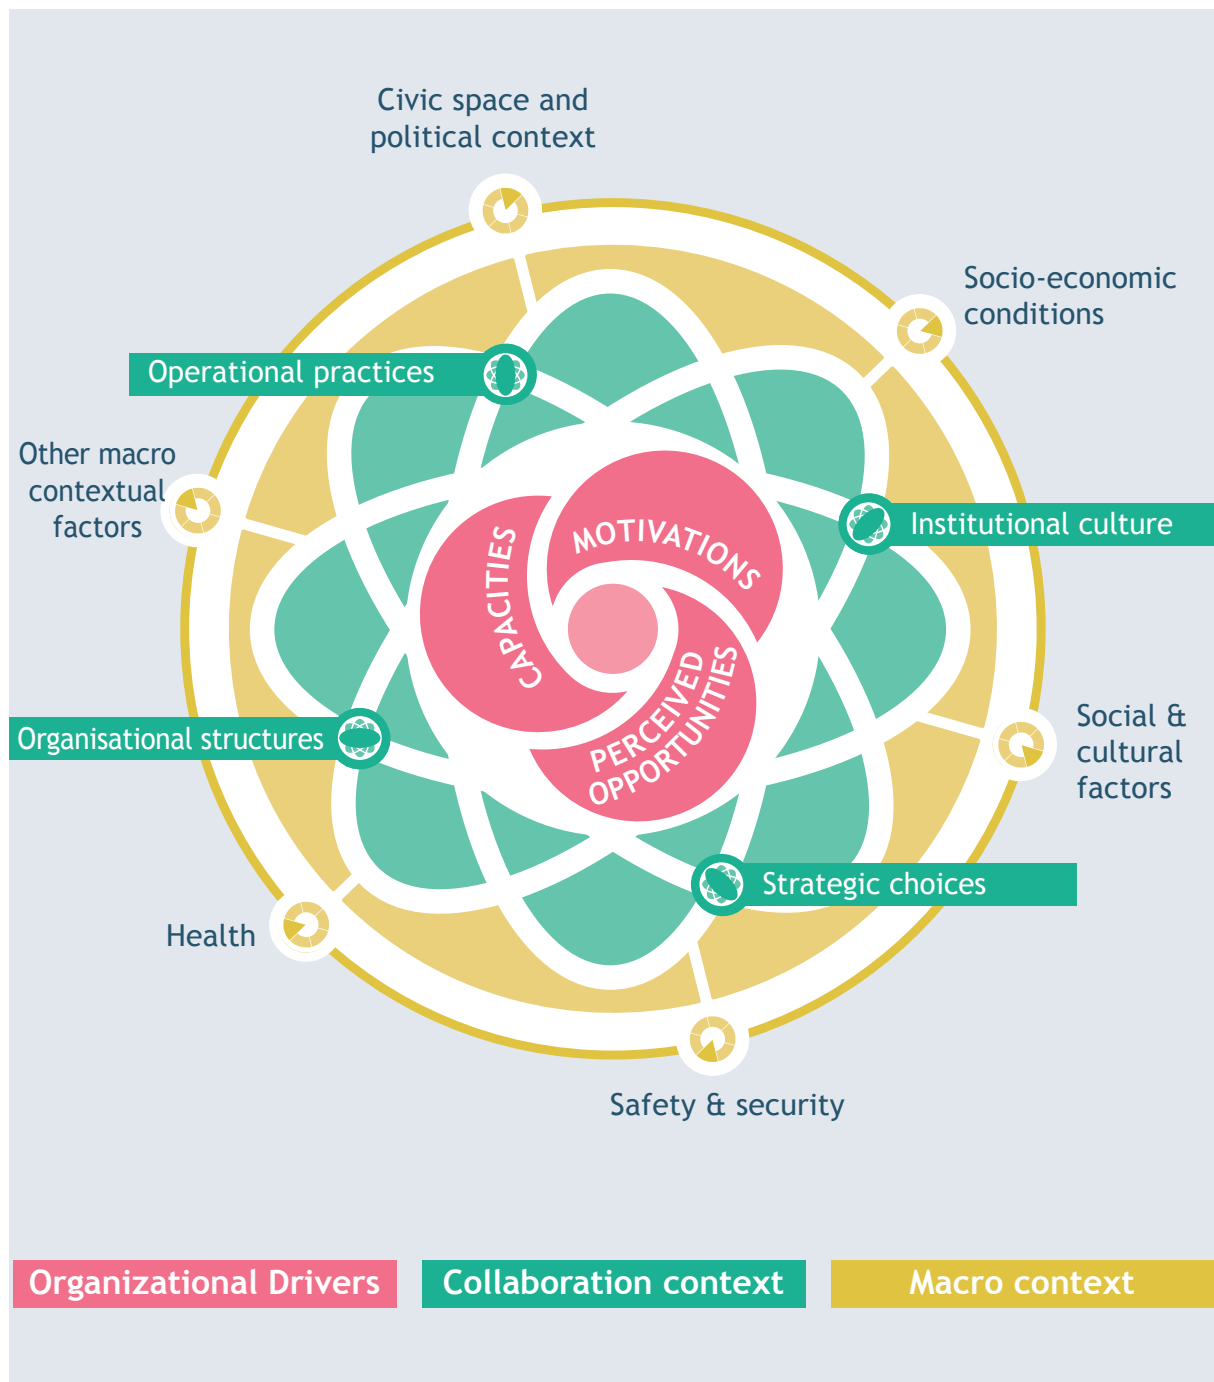 Civic space and
political context
Socio-economic
conditions
Operational practices
Other macro
contextual
factors
Institutional culture
MOTIVATIONS
CAPACITIES
PERCEIVED
OPPORTUNITIES
Organisational structures
Social &
cultural
factors
Strategic choices
Health
Safety & security
Organizational Drivers
Collaboration context
Macro context